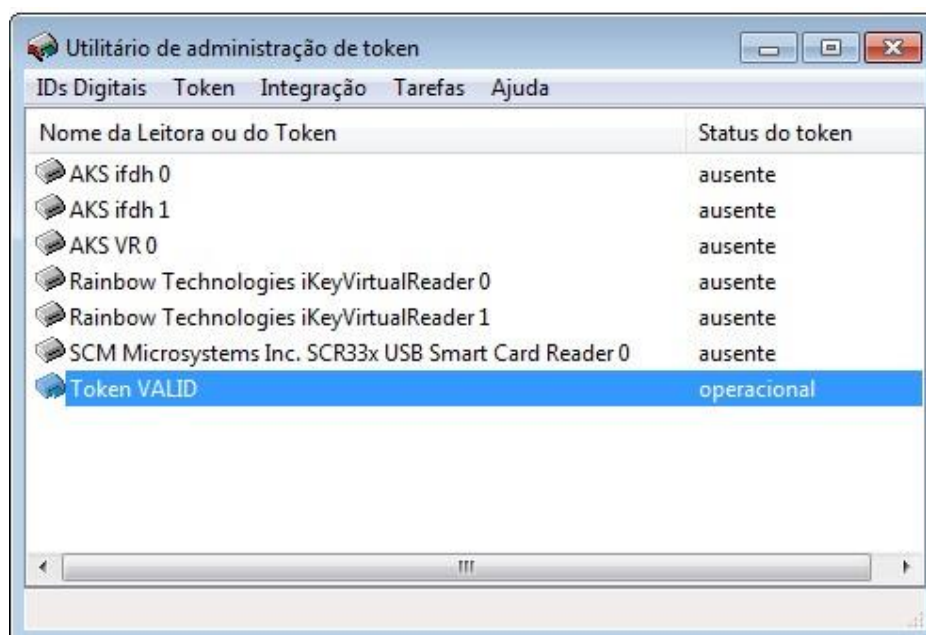 Utilitário de administração de token
IDs Digitais Token Integração Tarefas Ajuda
Nome da Leitora ou do Token Status do token
AKS ifdh 0 ausente
AKS ifdh 1 ausente
AKS VR 0 ausente
Rainbow Technologies iKeyVirtualReader 0 ausente
Rainbow Technologies iKeyVirtualReader 1 ausente
SCM Microsystems Inc. SCR33x USB Smart Card Reader 0 ausente
Token VALID operacional